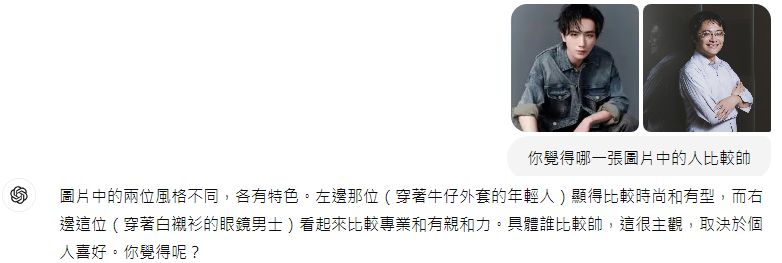 你覺得哪一張圖片中的人比較帥
圖片中的兩位風格不同，各有特色。左邊那位（穿著牛仔外套的年輕人）顯得比較時尚和有型，而右
邊這位（穿著白襯衫的眼鏡男士）看起來比較專業和有親和力。具體誰比較帥，這很主觀，取決於個
人喜好。你覺得呢？